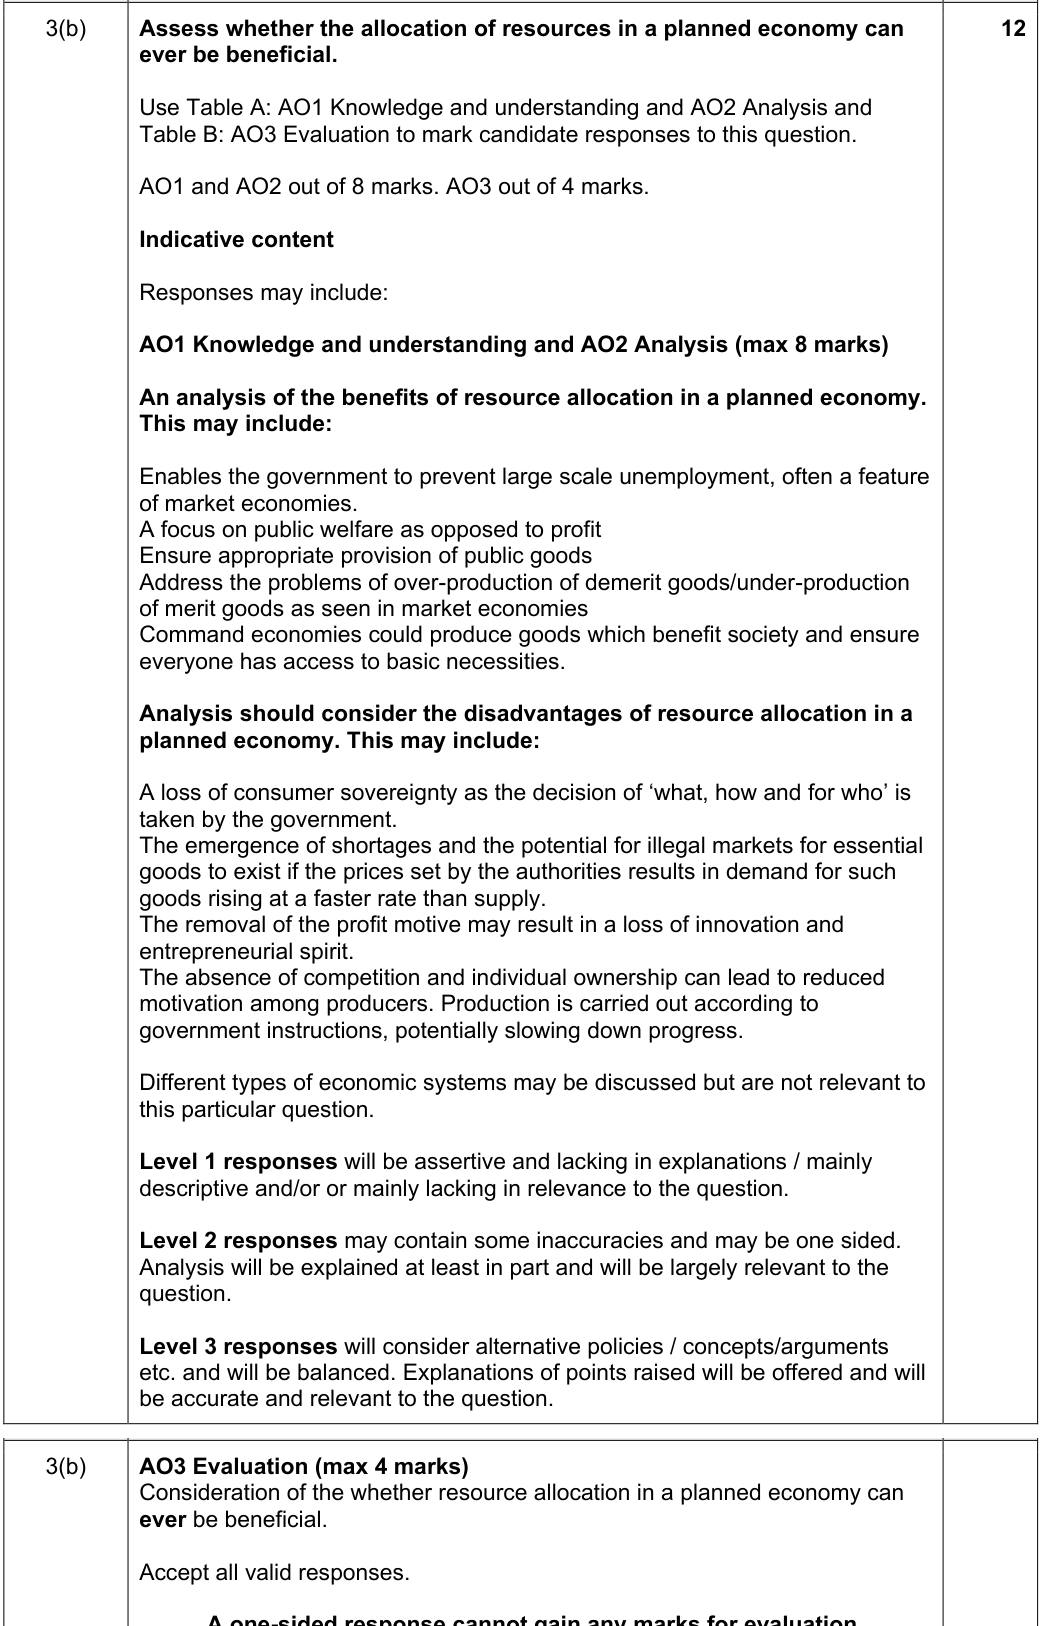 3(b) Assess whether the allocation of resources in a planned economy can 12
ever be beneficial.
Use Table A: AO1 Knowledge and understanding and AO2 Analysis and
Table B: AO3 Evaluation to mark candidate responses to this question.
AO1 and AO2 out of 8 marks. AO3 out of 4 marks.
Indicative content
Responses may include:
AO1 Knowledge and understanding and AO2 Analysis (max 8 marks)
An analysis of the benefits of resource allocation in a planned economy.
This may include:
Enables the government to prevent large scale unemployment, often a feature
of market economies.
A focus on public welfare as opposed to profit
Ensure appropriate provision of public goods
Address the problems of over-production of demerit goods/under-production
of merit goods as seen in market economies
Command economies could produce goods which benefit society and ensure
everyone has access to basic necessities.
Analysis should consider the disadvantages of resource allocation in a
planned economy. This may include:
A loss of consumer sovereignty as the decision of ‘what, how and for who’ is
taken by the government.
The emergence of shortages and the potential for illegal markets for essential
goods to exist if the prices set by the authorities results in demand for such
goods rising at a faster rate than supply.
The removal of the profit motive may result in a loss of innovation and
entrepreneurial spirit.
The absence of competition and individual ownership can lead to reduced
motivation among producers. Production is carried out according to
government instructions, potentially slowing down progress.
Different types of economic systems may be discussed but are not relevant to
this particular question.
Level 1 responses will be assertive and lacking in explanations / mainly
descriptive and/or or mainly lacking in relevance to the question.
Level 2 responses may contain some inaccuracies and may be one sided.
Analysis will be explained at least in part and will be largely relevant to the
question.
Level 3 responses will consider alternative policies / concepts/arguments
etc. and will be balanced. Explanations of points raised will be offered and will
be accurate and relevant to the question.
3(b) AO3 Evaluation (max 4 marks)
Consideration of the whether resource allocation in a planned economy can
ever be beneficial.
Accept all valid responses.
A one-sided response cannot gain any marks for evaluation